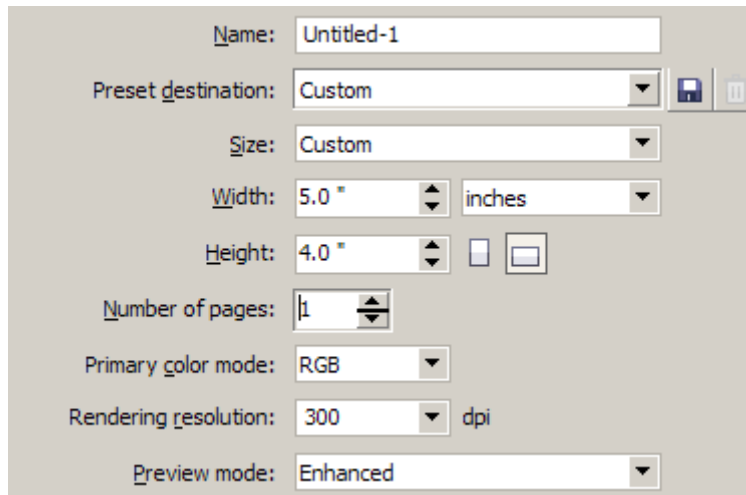 Name: Untitled-1
Preset destination: Custom
Size: Custom
Width: 5.0 " inches
Height: 4.0 "
Number of pages: 1
Primary color mode: RGB
Rendering resolution: 300 dpi
Preview mode: Enhanced